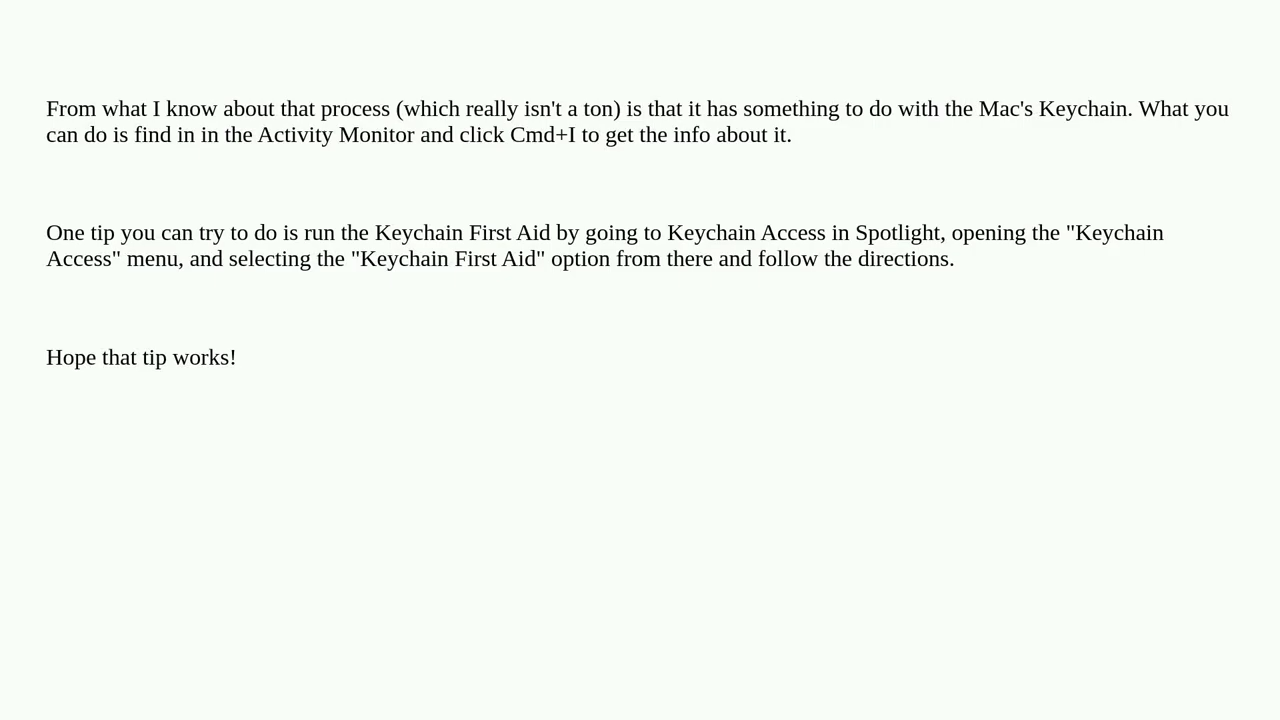 From what I know about that process (which really isn't a ton) is that it has something to do with the Mac's Keychain. What you
can do is find in in the Activity Monitor and click Cmd+I to get the info about it.
One tip you can try to do is run the Keychain First Aid by going to Keychain Access in Spotlight, opening the "Keychain
Access" menu, and selecting the "Keychain First Aid" option from there and follow the directions.
Hope that tip works!